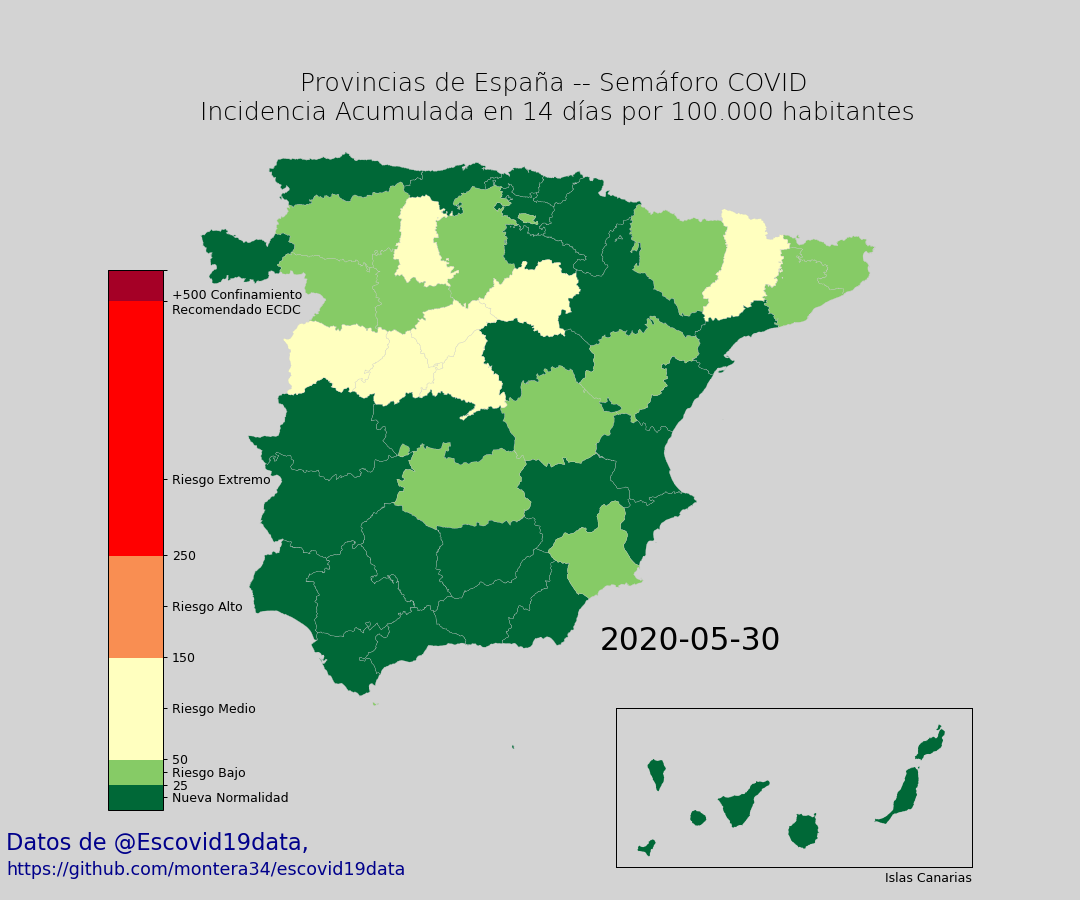 Provincias de España -- Semáforo COVID
Incidencia Acumulada en 14 días por 100.000 habitantes
+500 Confinamiento
Recomendado ECDC
Riesgo Extremo
250
Riesgo Alto
150
Riesgo Medio
50
Riesgo Bajo
25
Nueva Normalidad
2020-05-30
Islas Canarias
Datos de @Escovid19data,
https://github.com/montera34/escovid19data